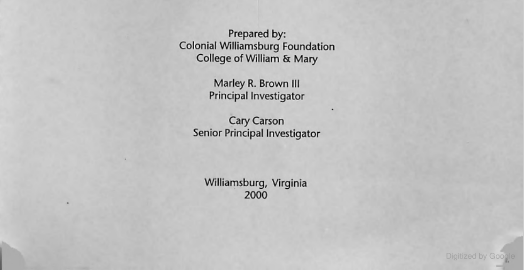 Prepared by:
Colonial Williamsburg Foundation
College of William & Mary
Marley R. Brown III
Principal Investigator
Cary Carson
Senior Principal Investigator
Williamsburg, Virginia
2000
Digitized by Google